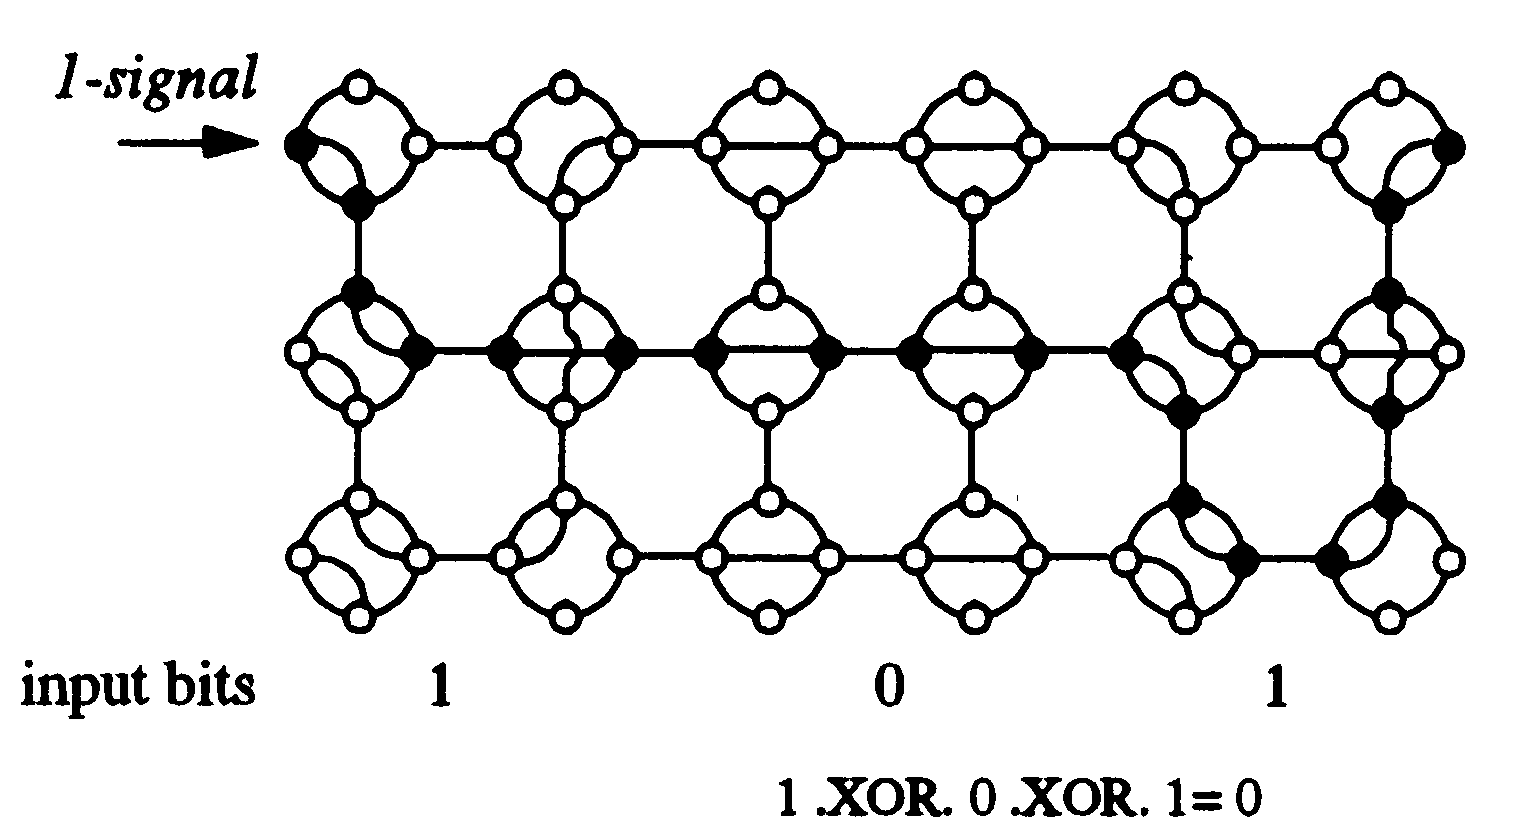 1-signal
input bits 1 0 1
1 .XOR. 0 .XOR. 1= 0